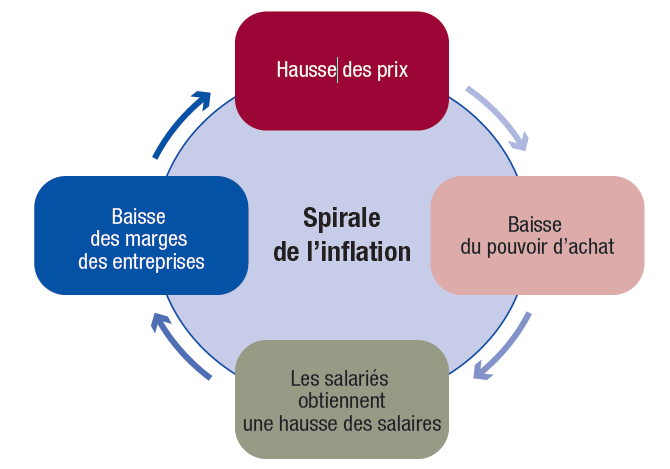 Hausse des prix
Baisse
des marges
des entreprises
Spirale
de l’inflation
Baisse
du pouvoir d’achat
Les salariés
obtiennent
une hausse des salaires